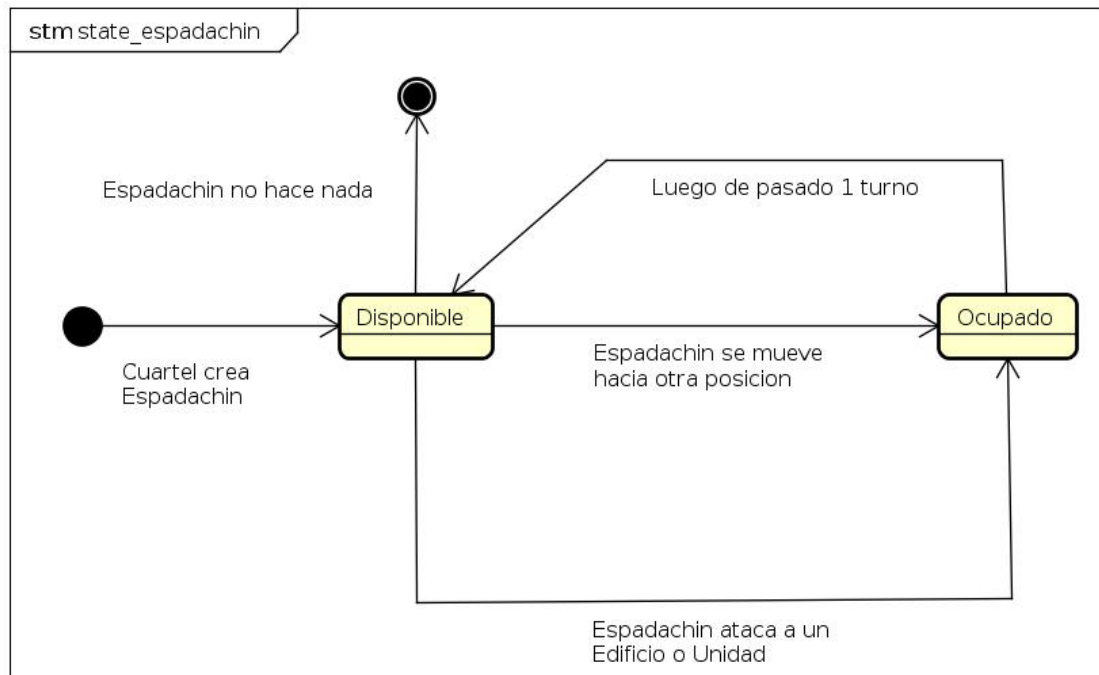 stm state_espadachin
Espadachin no hace nada
Luego de pasado 1 turno
Disponible
Ocupado
Cuartel crea
Espadachin
Espadachin se mueve
hacia otra posicion
Espadachin ataca a un
Edificio o Unidad